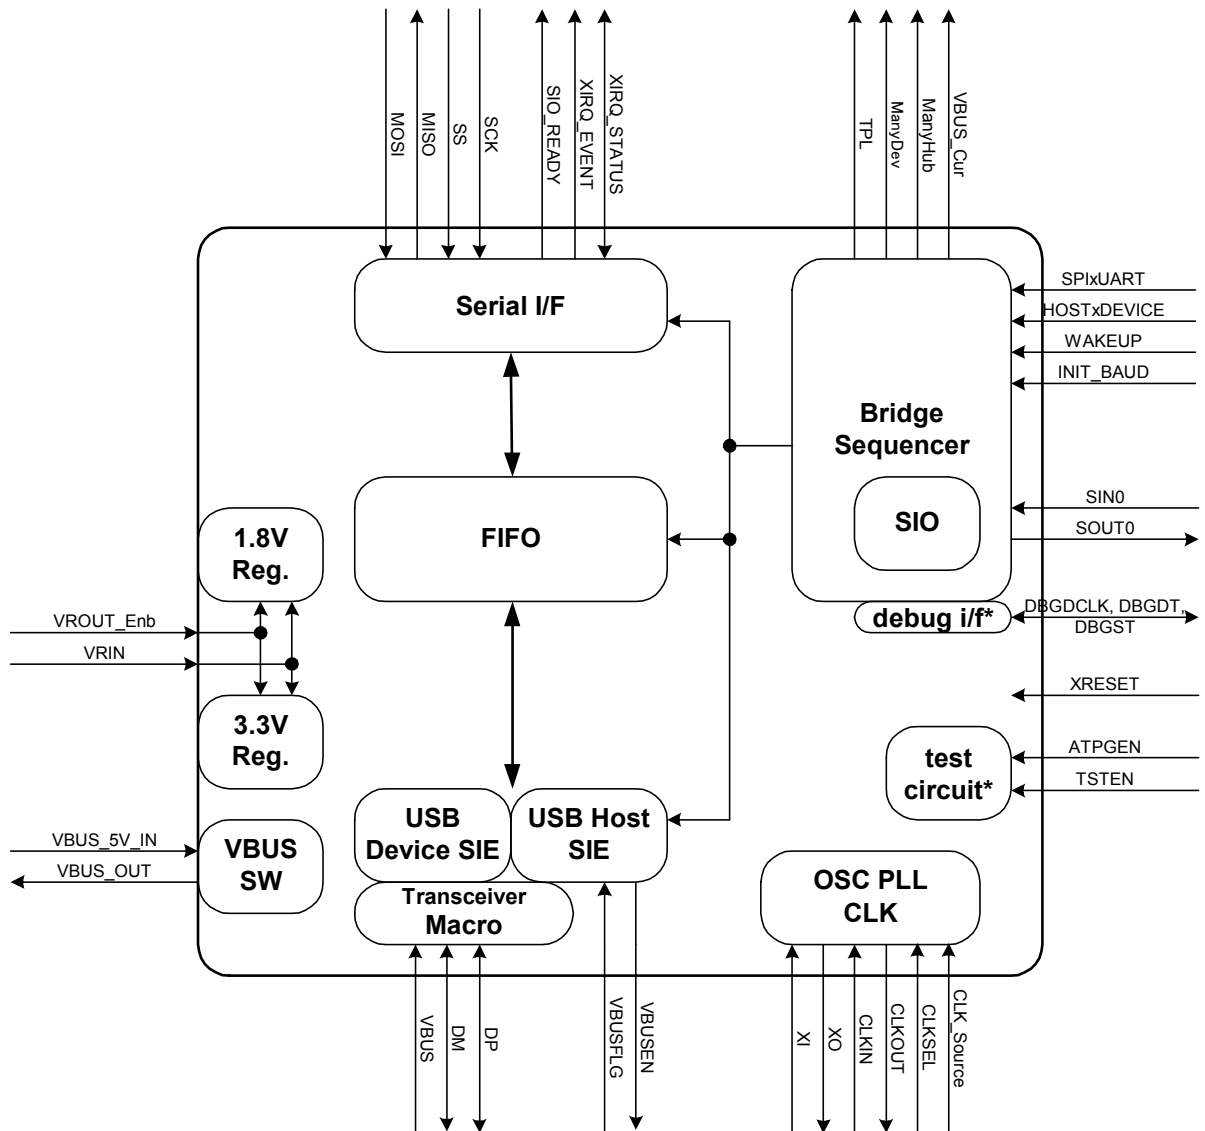 MOSI
MISO
SS
SCK
SIO_READY
XIRQ_EVENT
XIRQ_STATUS
TPL
ManyDev
ManyHub
VBUS_Cur
Serial I/F
SPIxUART
HOSTxDEVICE
WAKEUP
INIT_BAUD
Bridge
Sequencer
SIO
SIN0
SOUT0
FIFO
1.8V
Reg.
debug i/f*
DBGDCLK, DBGDT,
DBGST
VROUT_Enb
VRIN
3.3V
Reg.
XRESET
test
circuit*
ATPGEN
TSTEN
VBUS_5V_IN
VBUS_OUT
VBUS
SW
USB
Device SIE
USB Host
SIE
Transceiver
Macro
OSC PLL
CLK
VBUS
DM
DP
VBUSFLG
VBUSEN
XI
XO
CLKIN
CLKOUT
CLKSEL
CLK_Source